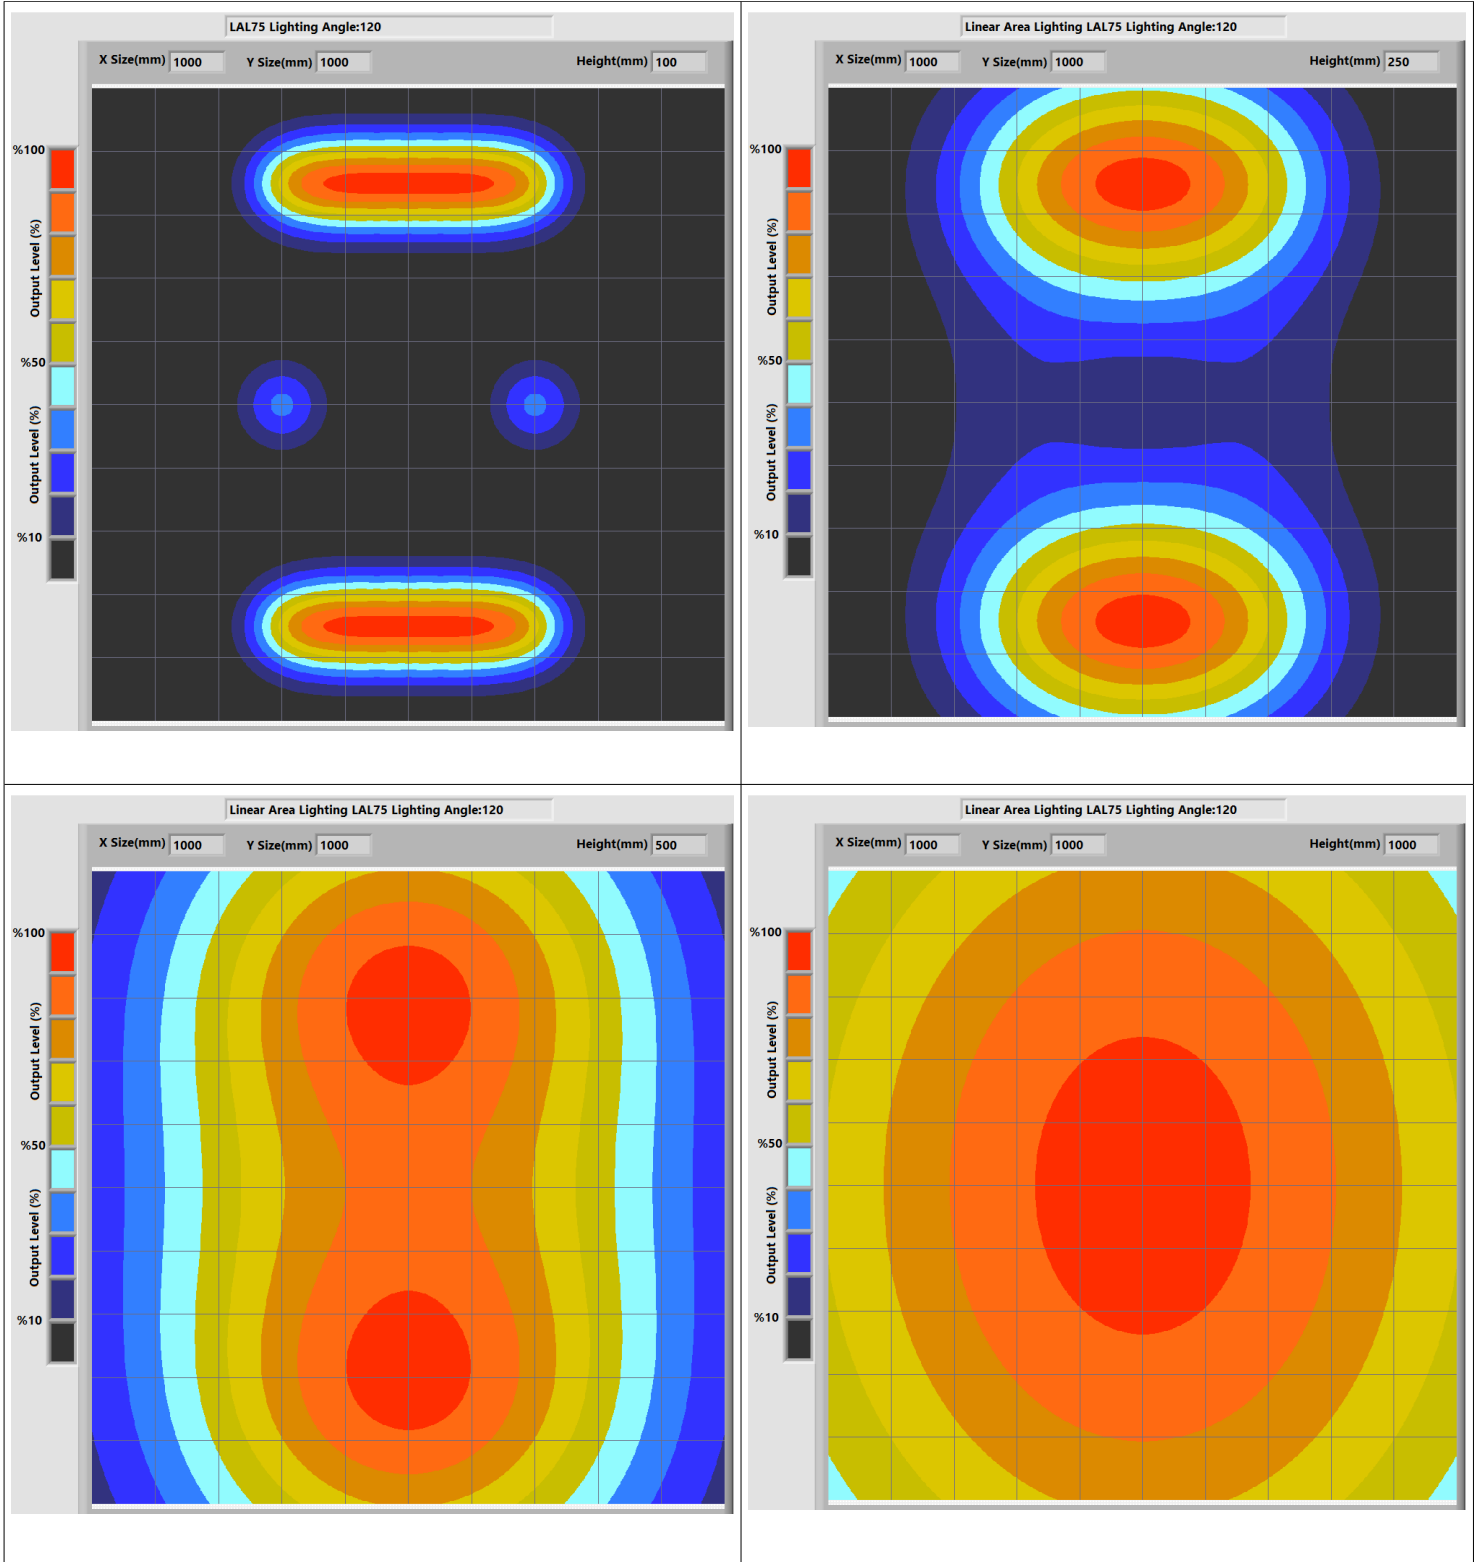 LAL75 Lighting Angle:120
X Size(mm) 1000 Y Size(mm) 1000 Height(mm) 100
%100
Output Level (%)
%50
Output Level (%)
%10
Linear Area Lighting LAL75 Lighting Angle:120
X Size(mm) 1000 Y Size(mm) 1000 Height(mm) 250
%100
Output Level (%)
%50
Output Level (%)
%10
Linear Area Lighting LAL75 Lighting Angle:120
X Size(mm) 1000 Y Size(mm) 1000 Height(mm) 500
%100
Output Level (%)
%50
Output Level (%)
%10
Linear Area Lighting LAL75 Lighting Angle:120
X Size(mm) 1000 Y Size(mm) 1000 Height(mm) 1000
%100
Output Level (%)
%50
Output Level (%)
%10